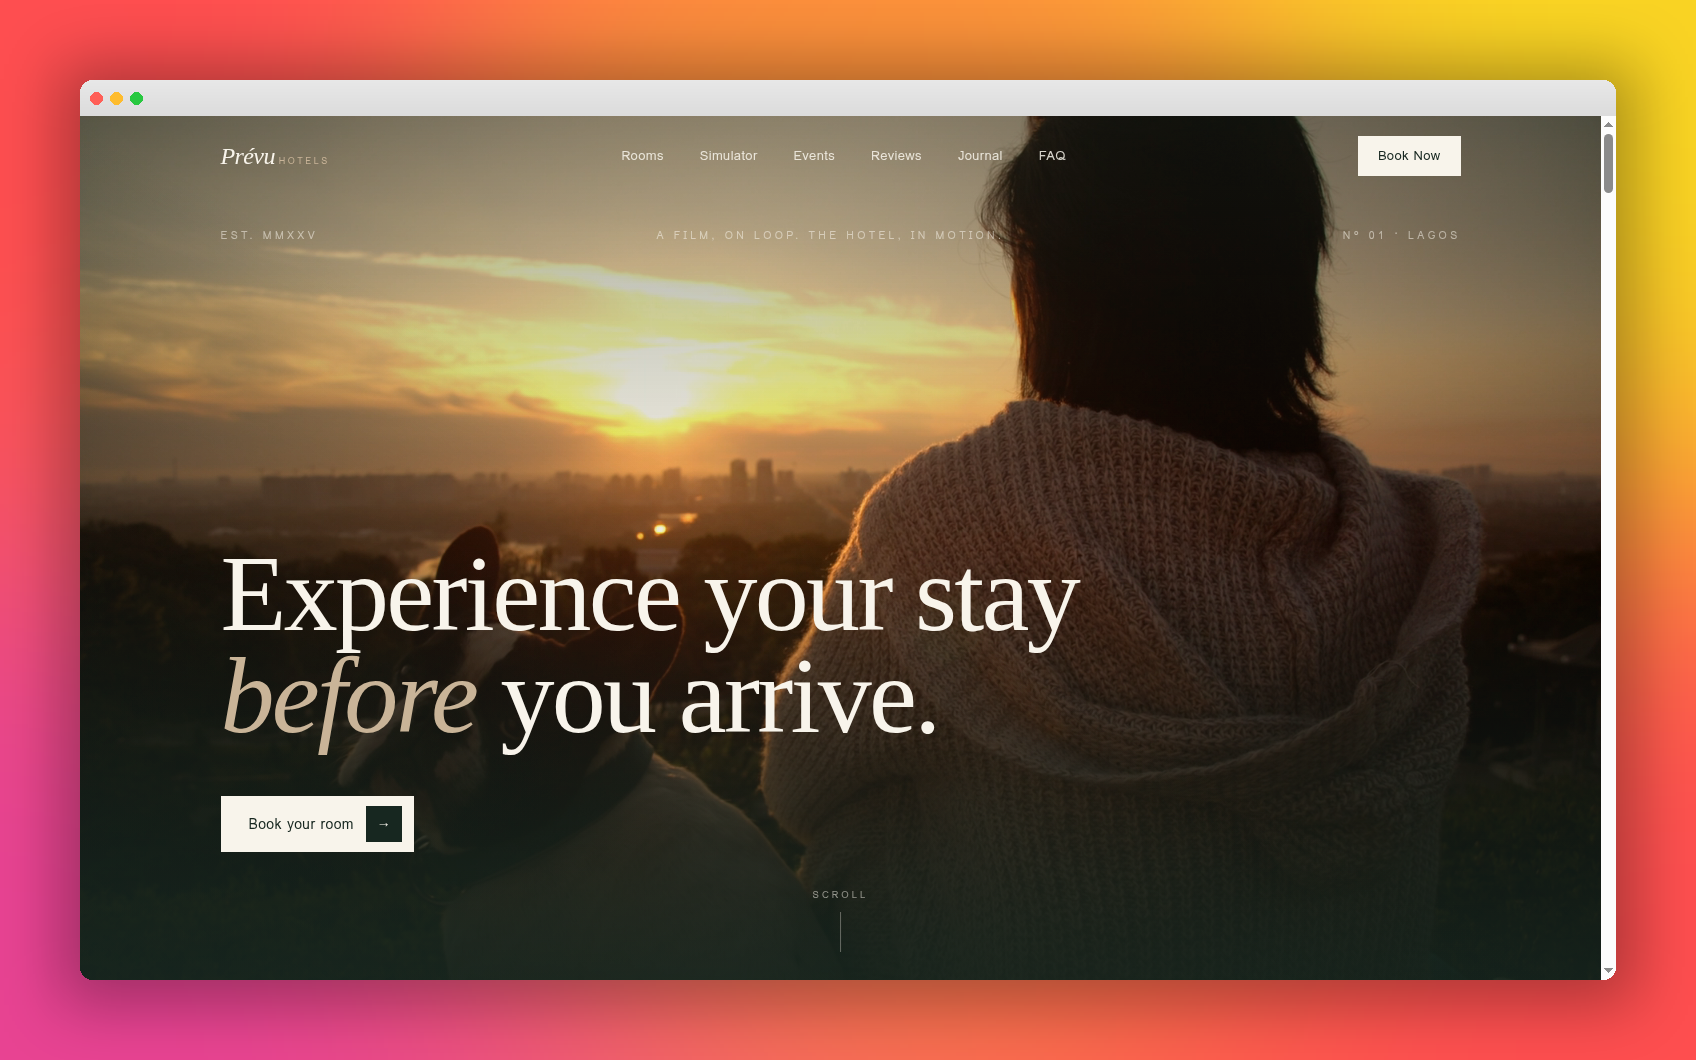 Prévu HOTELS
Rooms
Simulator
Events
Reviews
Journal
FAQ
Book Now
EST. MMXXV
A FILM, ON LOOP. THE HOTEL, IN MOTION.
Nº 01 · LAGOS
Experience your stay
before you arrive.
Book your room →
SCROLL